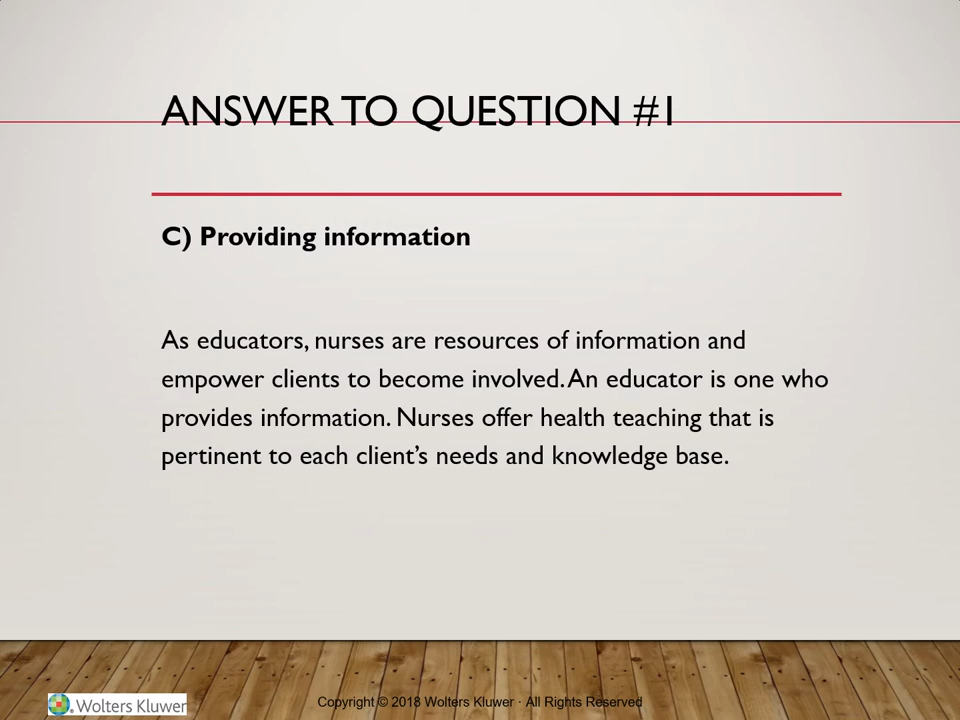 ANSWER TO QUESTION #1
C) Providing information
As educators, nurses are resources of information and
empower clients to become involved. An educator is one who
provides information. Nurses offer health teaching that is
pertinent to each client’s needs and knowledge base.
Wolters Kluwer
Copyright © 2018 Wolters Kluwer · All Rights Reserved